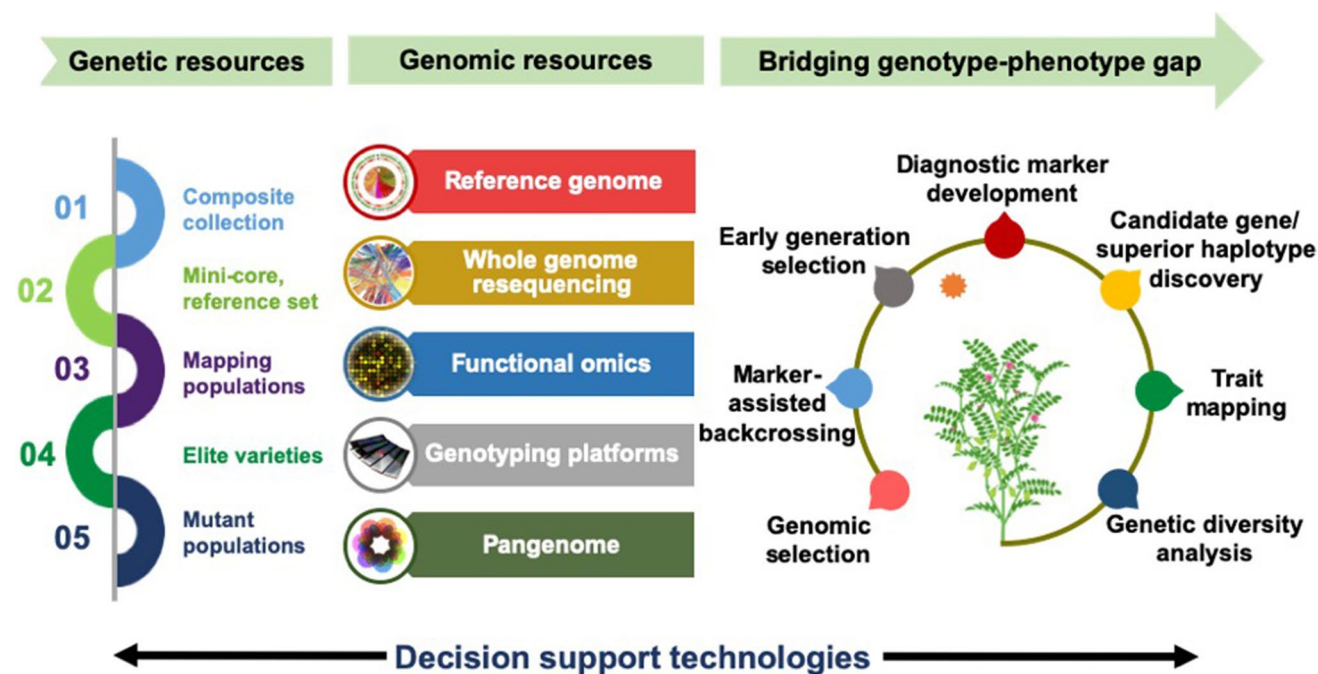 Genetic resources
Genomic resources
Bridging genotype-phenotype gap
01
Composite
collection
02
Mini-core,
reference set
03
Mapping
populations
04
Elite varieties
05
Mutant
populations
Reference genome
Whole genome
resequencing
Functional omics
Genotyping platforms
Pangenome
Diagnostic marker
development
Early generation
selection
Candidate gene/
superior haplotype
discovery
Marker-
assisted
backcrossing
Trait
mapping
Genomic
selection
Genetic diversity
analysis
Decision support technologies